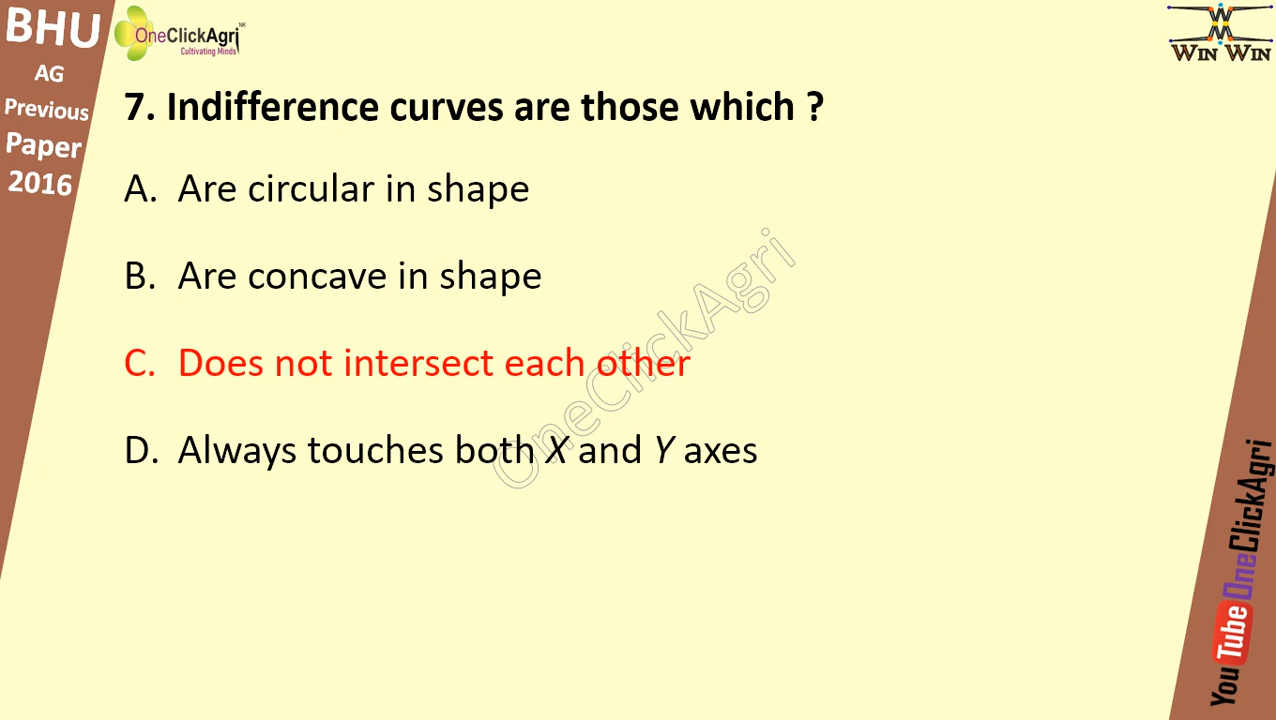 BHU
AG
Previous
Paper
2016
OneClickAgri NK
Cultivating Minds
WIN WIN
7. Indifference curves are those which ?
A. Are circular in shape
B. Are concave in shape
C. Does not intersect each other
D. Always touches both X and Y axes
OneClickAgri
YouTube OneClickAgri